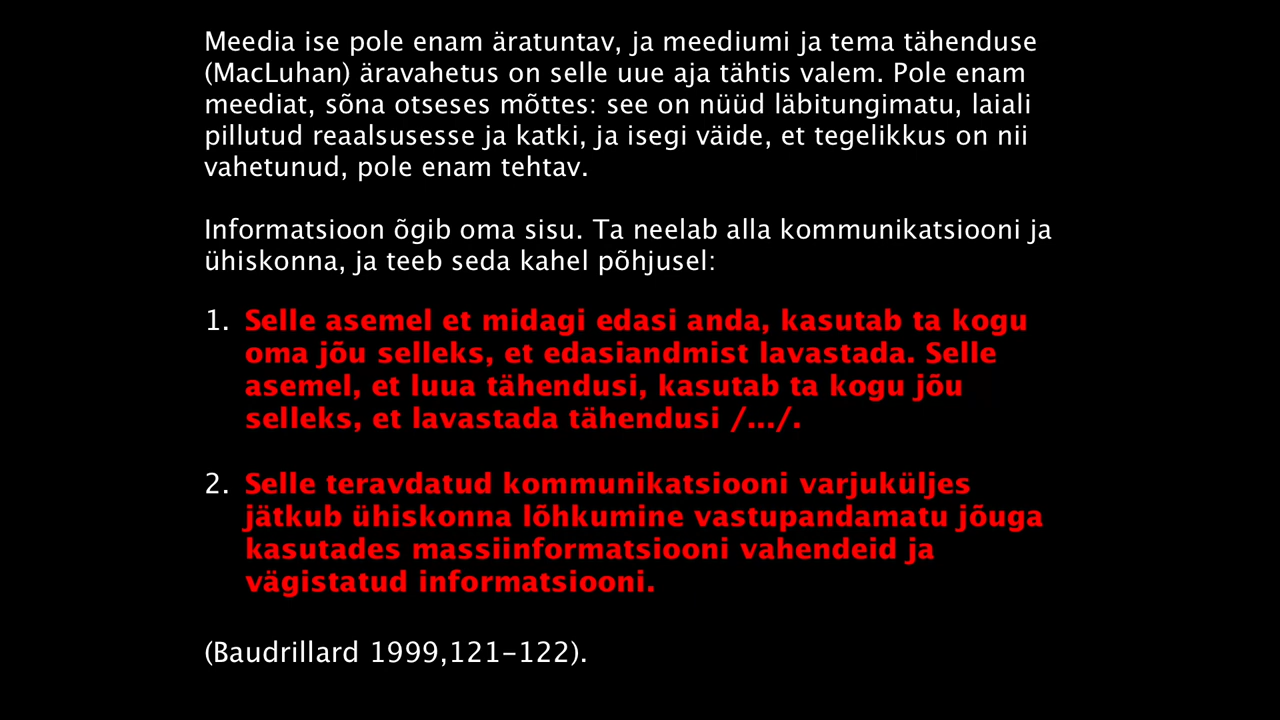 Meedia ise pole enam äratuntav, ja meediumi ja tema tähenduse
(MacLuhan) äravahetus on selle uue aja tähtis valem. Pole enam
meediat, sõna otseses mõttes: see on nüüd läbitungimatu, laiali
pillutud reaalsusesse ja katki, ja isegi väide, et tegelikkus on nii
vahetunud, pole enam tehtav.
Informatsioon õgib oma sisu. Ta neelab alla kommunikatsiooni ja
ühiskonna, ja teeb seda kahel põhjusel:
1. Selle asemel et midagi edasi anda, kasutab ta kogu
oma jõu selleks, et edasiandmist lavastada. Selle
asemel, et luua tähendusi, kasutab ta kogu jõu
selleks, et lavastada tähendusi /.../.
2. Selle teravdatud kommunikatsiooni varjuküljes
jätkub ühiskonna lõhkumine vastupandamatu jõuga
kasutades massiinformatsiooni vahendeid ja
vägistatud informatsiooni.
(Baudrillard 1999,121–122).